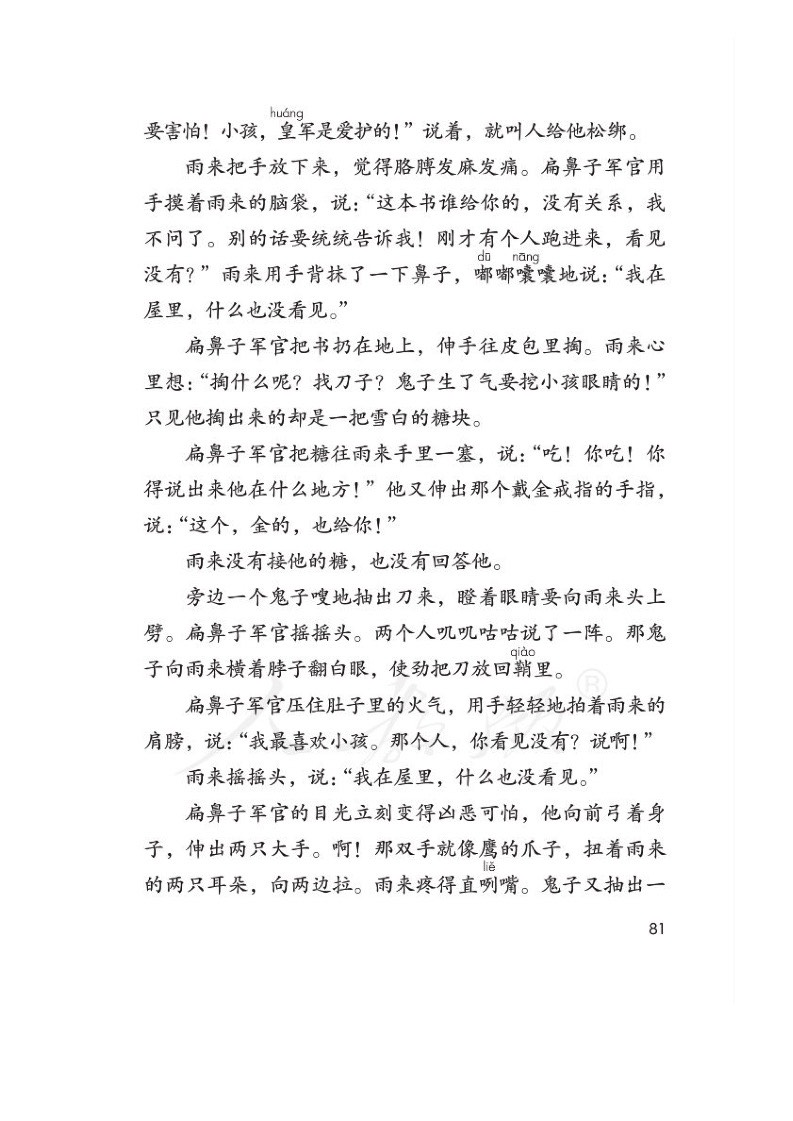 huáng
要害怕！小孩，皇军是爱护的！”说着，就叫人给他松绑。
雨来把手放下来，觉得胳膊发麻发痛。扁鼻子军官用
手摸着雨来的脑袋，说：“这本书谁给你的，没有关系，我
不问了。别的话要统统告诉我！刚才有个人跑进来，看见
dū nāng
没有？”雨来用手背抹了一下鼻子，嘟嘟囔囔地说：“我在
屋里，什么也没看见。”
扁鼻子军官把书扔在地上，伸手往皮包里掏。雨来心
里想：“掏什么呢？找刀子？鬼子生了气要挖小孩眼睛的！”
只见他掏出来的却是一把雪白的糖块。
扁鼻子军官把糖往雨来手里一塞，说：“吃！你吃！你
得说出来他在什么地方！”他又伸出那个戴金戒指的手指，
说：“这个，金的，也给你！”
雨来没有接他的糖，也没有回答他。
旁边一个鬼子嗖地抽出刀来，瞪着眼睛要向雨来头上
劈。扁鼻子军官摇摇头。两个人叽叽咕咕说了一阵。那鬼
qiào
子向雨来横着脖子翻白眼，使劲把刀放回鞘里。
扁鼻子军官压住肚子里的火气，用手轻轻地拍着雨来的
肩膀，说：“我最喜欢小孩。那个人，你看见没有？说啊！”
雨来摇摇头，说：“我在屋里，什么也没看见。”
扁鼻子军官的目光立刻变得凶恶可怕，他向前弓着身
子，伸出两只大手。啊！那双手就像鹰的爪子，扭着雨来
liě
的两只耳朵，向两边拉。雨来疼得直咧嘴。鬼子又抽出一
81